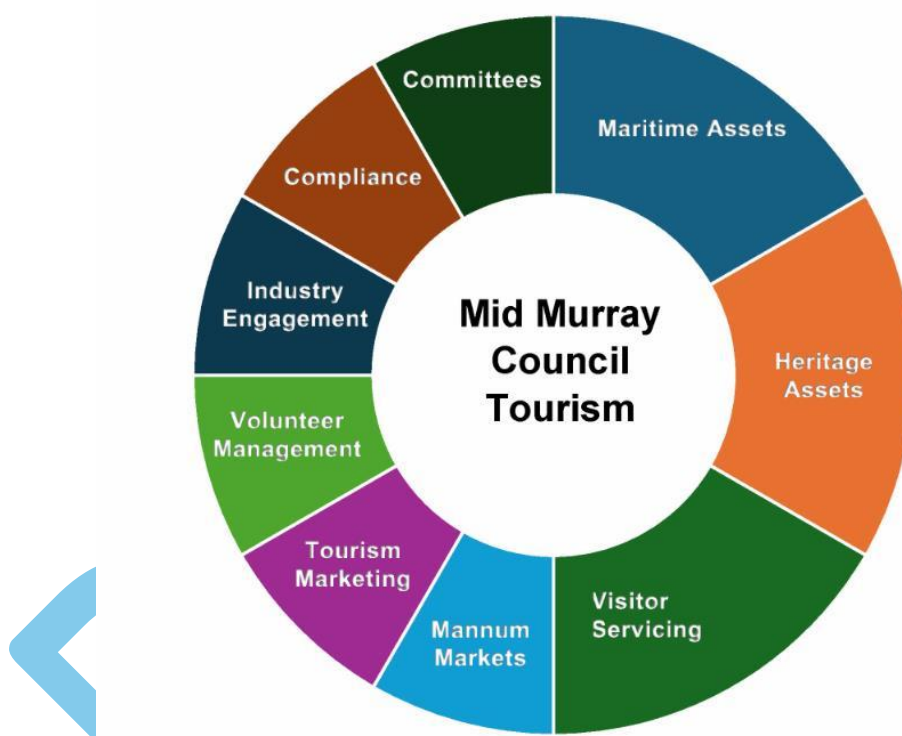 Committees
Maritime Assets
Compliance
Industry
Engagement
Mid Murray
Council
Tourism
Heritage
Assets
Volunteer
Management
Tourism
Marketing
Mannum
Markets
Visitor
Servicing